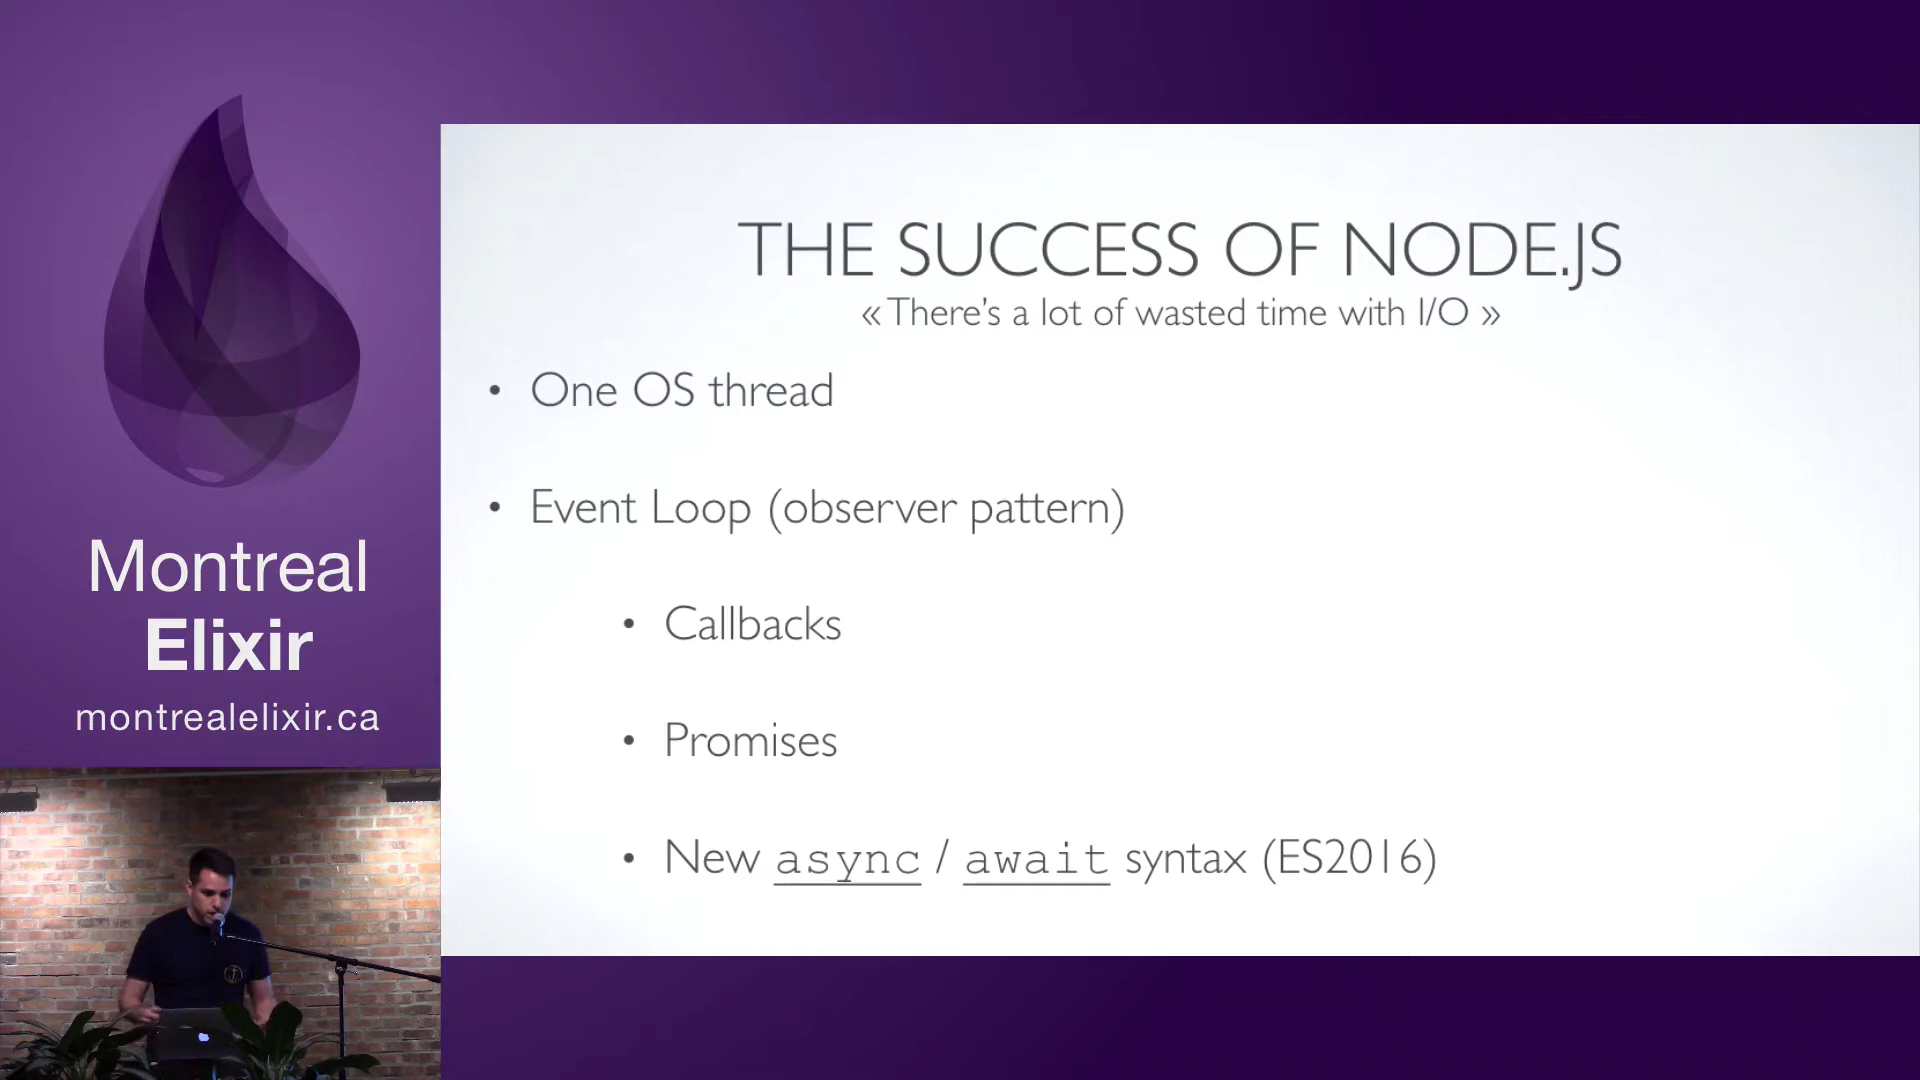 Montreal
Elixir
montrealelixir.ca
THE SUCCESS OF NODE.JS
« There's a lot of wasted time with I/O »
• One OS thread
• Event Loop (observer pattern)
• Callbacks
• Promises
• New async / await syntax (ES2016)